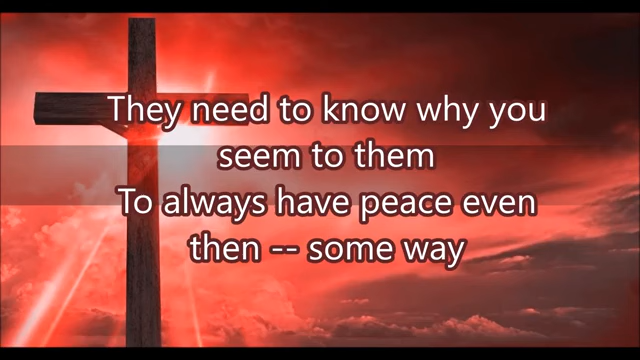 They need to know why you
seem to them
To always have peace even
then -- some way